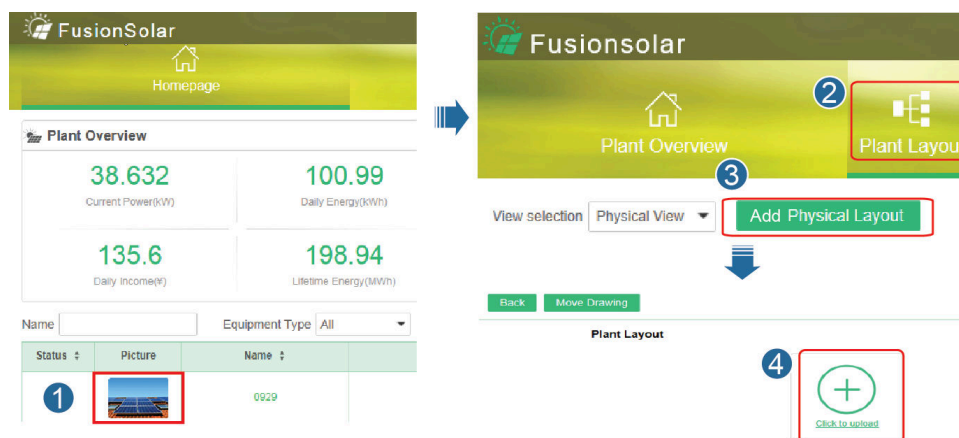 FusionSolar
Homepage
Plant Overview
38.632
100.99
Current Power(kW)
Daily Energy(kWh)
135.6
198.94
Daily Income(¥)
Lifetime Energy(MWh)
Name
Equipment Type All
Status Picture Name
1
0929
Fusionsolar
2
Plant Overview
Plant Layou
3
View selection Physical View Add Physical Layout
Back Move Drawing
Plant Layout
4
Click to upload